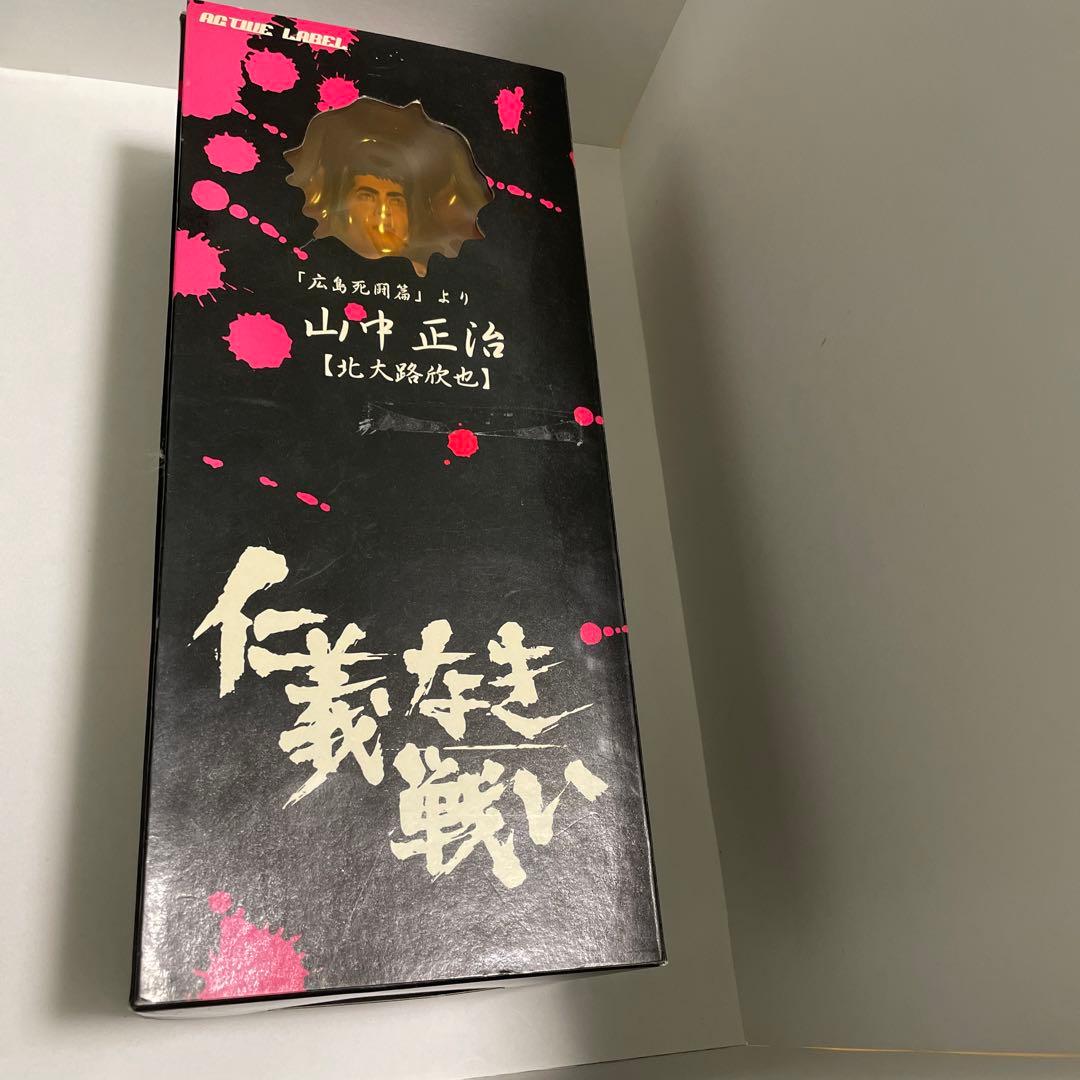 ACTIVE LABEL
「広島死闘篇」より
山中 正治
【北大路欣也】
仁義なき
戦い